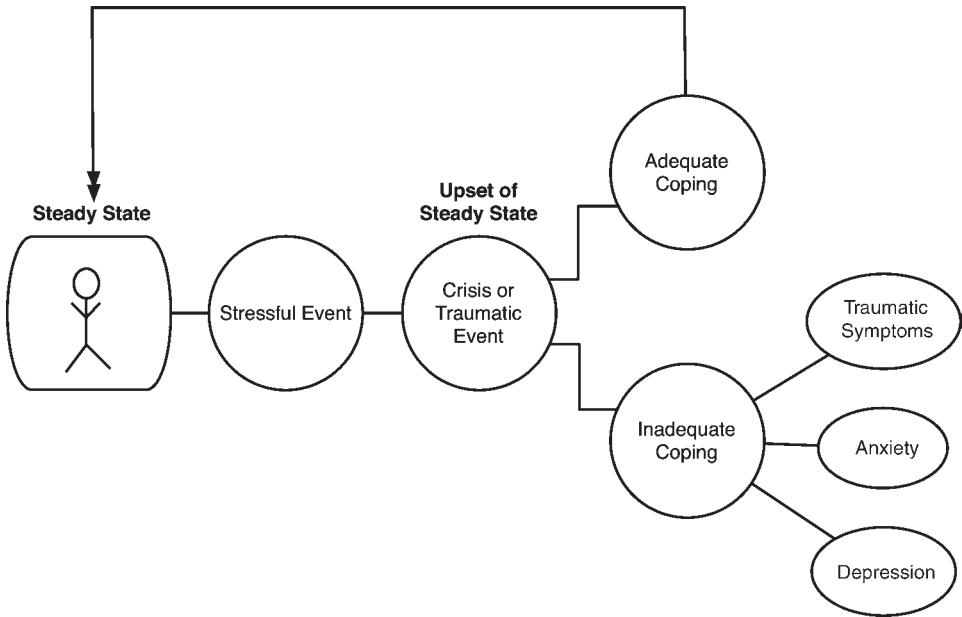 Steady State
Stressful Event
Upset of
Steady State
Crisis or
Traumatic
Event
Adequate
Coping
Inadequate
Coping
Traumatic
Symptoms
Anxiety
Depression